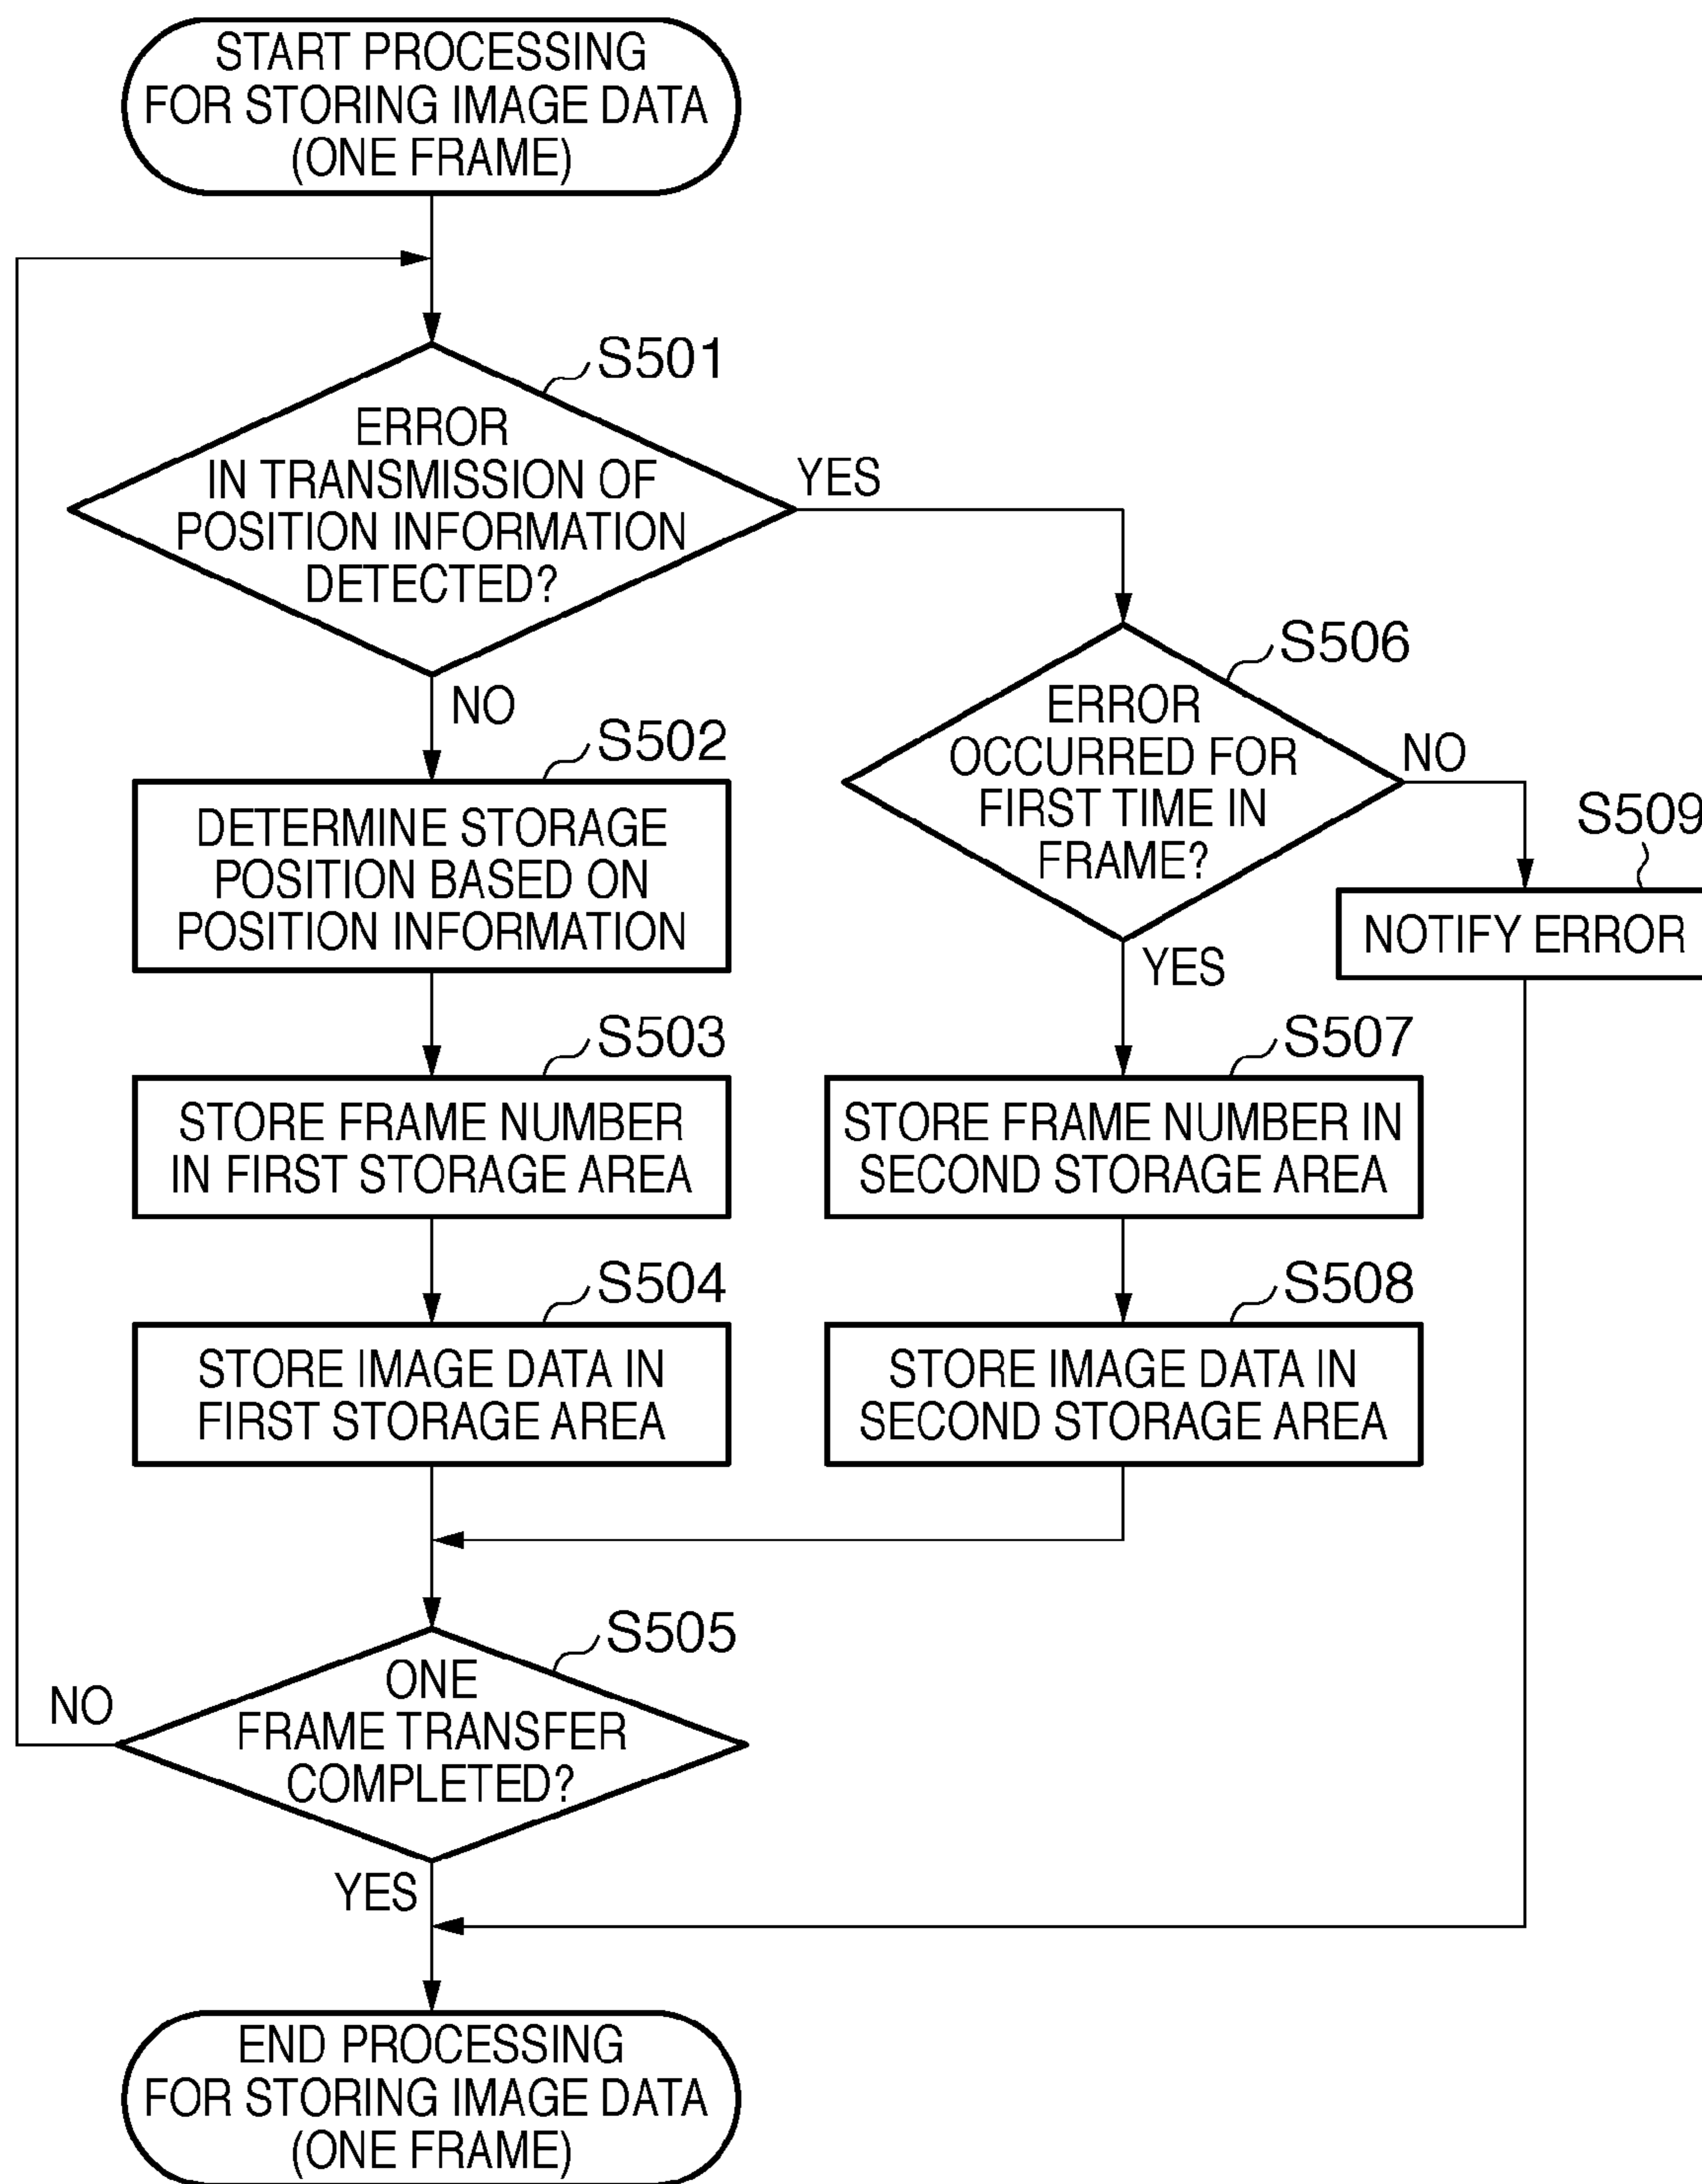 START PROCESSING
FOR STORING IMAGE DATA
(ONE FRAME)
S501
ERROR
IN TRANSMISSION OF
POSITION INFORMATION
DETECTED?
YES
NO
S502
DETERMINE STORAGE
POSITION BASED ON
POSITION INFORMATION
S503
STORE FRAME NUMBER
IN FIRST STORAGE AREA
S504
STORE IMAGE DATA IN
FIRST STORAGE AREA
S506
ERROR
OCCURRED FOR
FIRST TIME IN
FRAME?
NO
YES
S509
NOTIFY ERROR
S507
STORE FRAME NUMBER IN
SECOND STORAGE AREA
S508
STORE IMAGE DATA IN
SECOND STORAGE AREA
S505
ONE
FRAME TRANSFER
COMPLETED?
NO
YES
END PROCESSING
FOR STORING IMAGE DATA
(ONE FRAME)